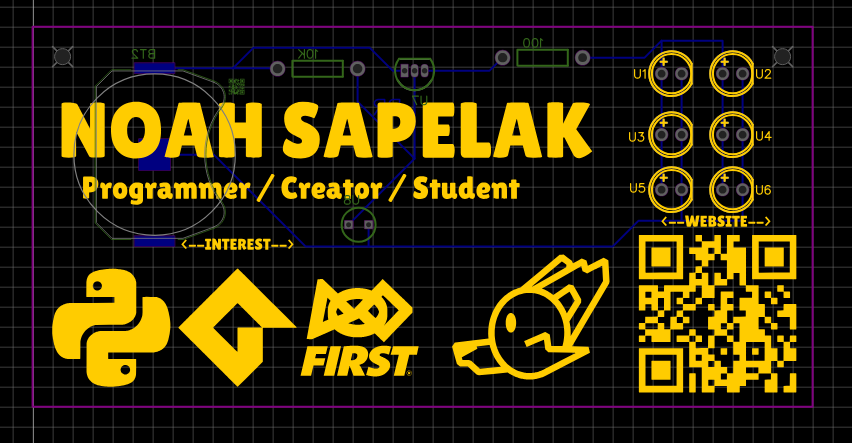 BT2
10K
100
U7
U1
U2
NOAH SAPELAK
U3
U4
Programmer / Creator / Student
U5
U6
<--INTEREST-->
<--WEBSITE-->
FIRST